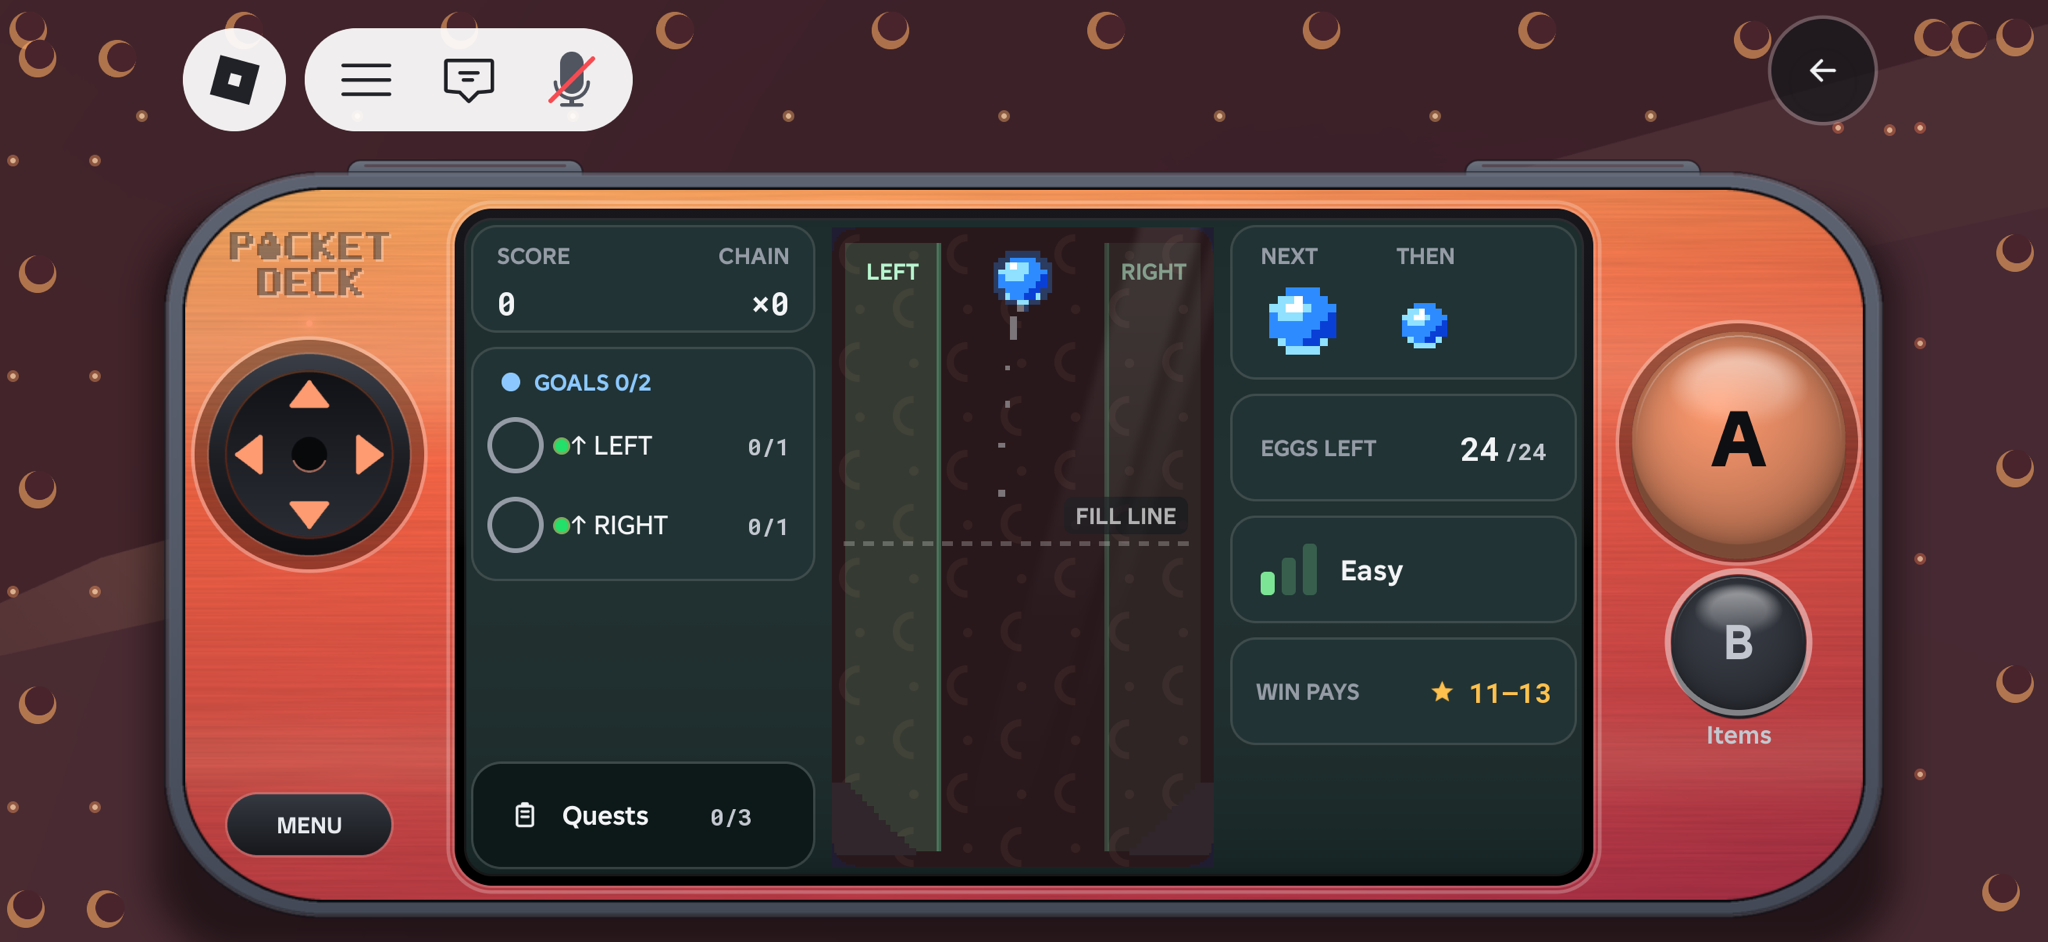 POCKET
DECK
SCORE CHAIN
0 ×0
GOALS 0/2
↑ LEFT 0/1
↑ RIGHT 0/1
Quests 0/3
MENU
LEFT RIGHT
FILL LINE
NEXT THEN
EGGS LEFT 24 /24
Easy
WIN PAYS ★ 11–13
A
B
Items